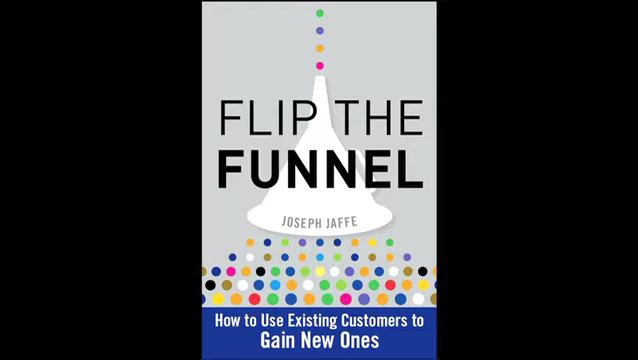 FLIP THE
FUNNEL
JOSEPH JAFFE
How to Use Existing Customers to
Gain New Ones